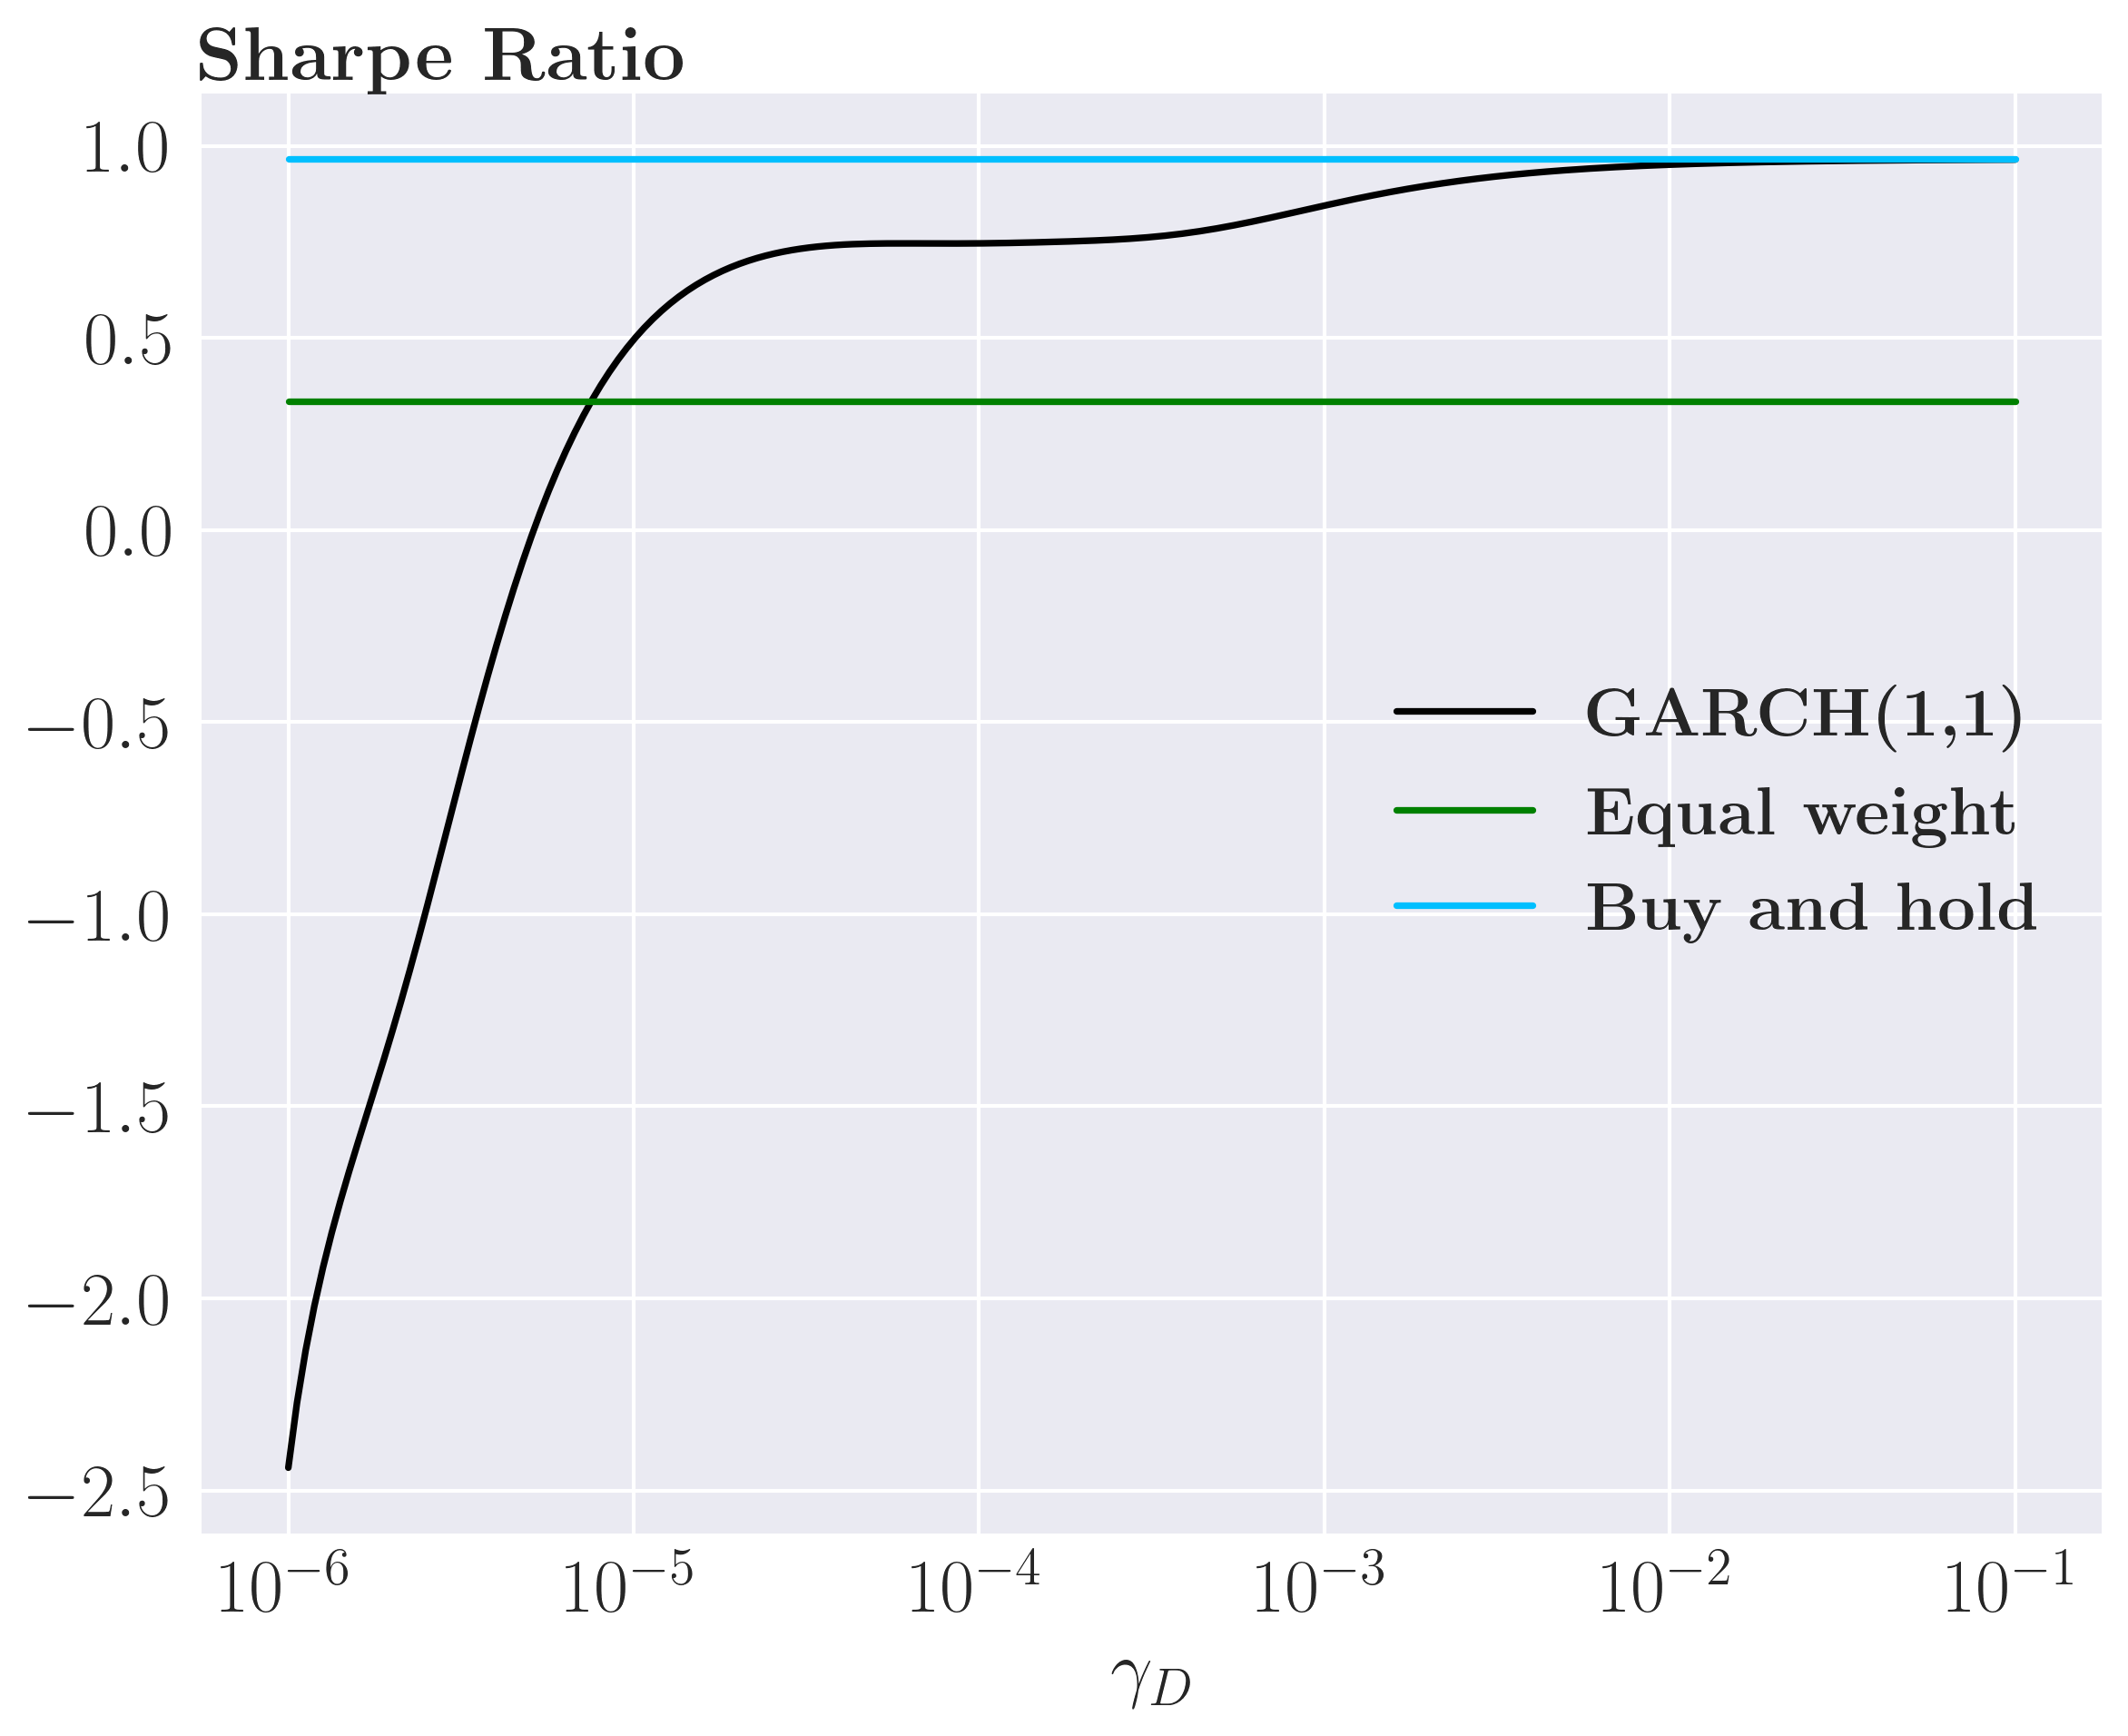 Sharpe Ratio
1.0
0.5
0.0
−0.5
−1.0
−1.5
−2.0
−2.5
GARCH(1,1)
Equal weight
Buy and hold
10⁻⁶ 10⁻⁵ 10⁻⁴ 10⁻³ 10⁻² 10⁻¹
γ_D